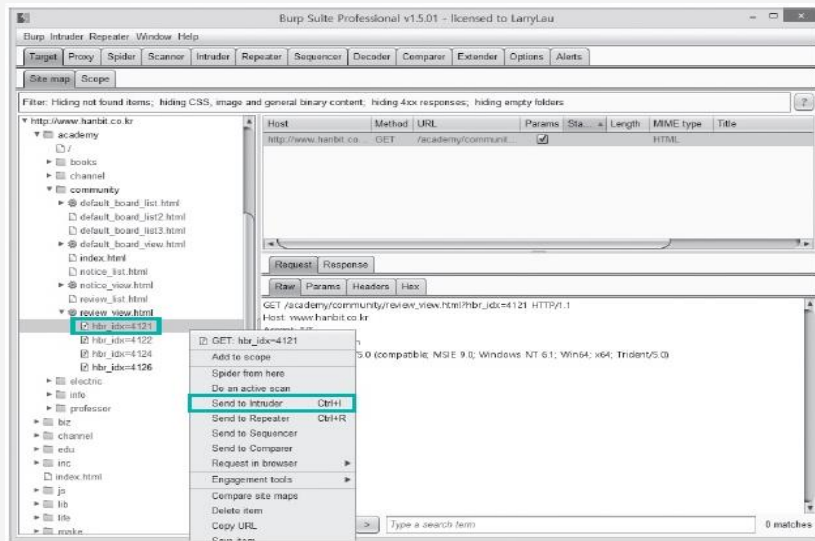 Burp Suite Professional v1.5.01 - licensed to LarryLau
Burp Intruder Repeater Window Help
Target Proxy Spider Scanner Intruder Repeater Sequencer Decoder Comparer Extender Options Alerts
Site map Scope
Filter: Hiding not found items; hiding CSS, image and general binary content; hiding 4xx responses; hiding empty folders
?
http://www.hanbit.co.kr
academy
/
books
channel
community
default_board_list.html
default_board_list2.html
default_board_list3.html
default_board_view.html
index.html
notice_list.html
notice_view.html
review_list.html
review_view.html
hbr_idx=4121
hbr_idx=4122
hbr_idx=4124
hbr_idx=4126
electric
info
professor
biz
channel
edu
inc
index.html
js
lib
life
make
Host Method URL Params Sta... Length MIME type Title
http://www.hanbit.co... GET /academy/communit... HTML
Request Response
Raw Params Headers Hex
GET /academy/community/review_view.html?hbr_idx=4121 HTTP/1.1
Host: www.hanbit.co.kr
/5.0 (compatible; MSIE 9.0; Windows NT 6.1; Win64; x64; Trident/5.0)
GET: hbr_idx=4121
Add to scope
Spider from here
Do an active scan
Send to Intruder Ctrl+I
Send to Repeater Ctrl+R
Send to Sequencer
Send to Comparer
Request in browser
Engagement tools
Compare site maps
Delete item
Copy URL
Save item
> Type a search term 0 matches